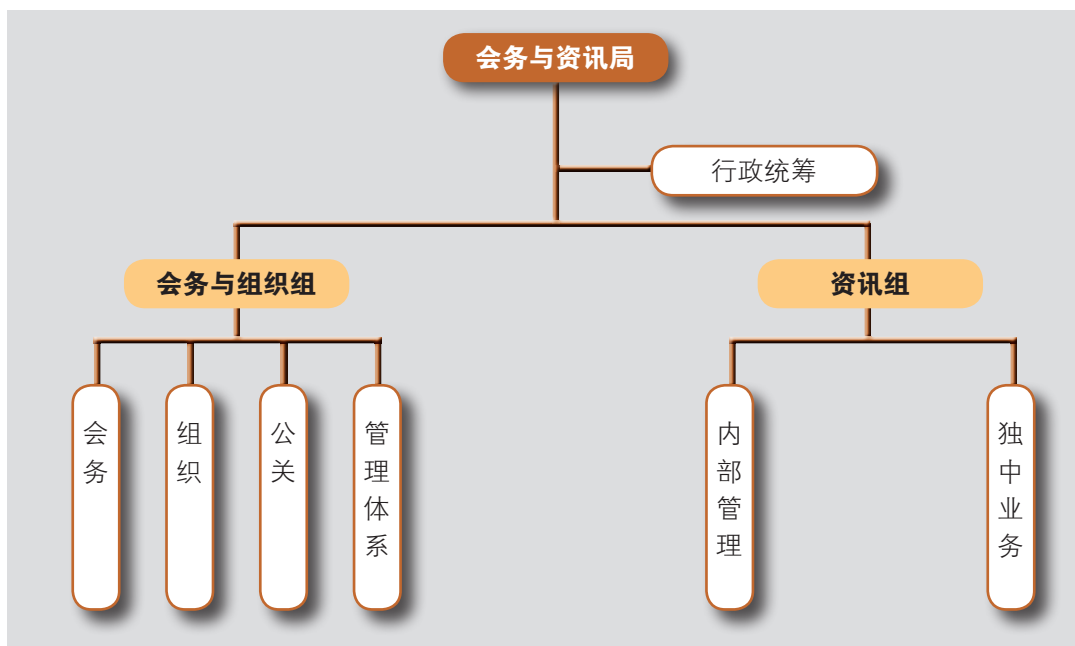 会务与资讯局
行政统筹
会务与组织组
资讯组
会务
组织
公关
管理体系
内部管理
独中业务